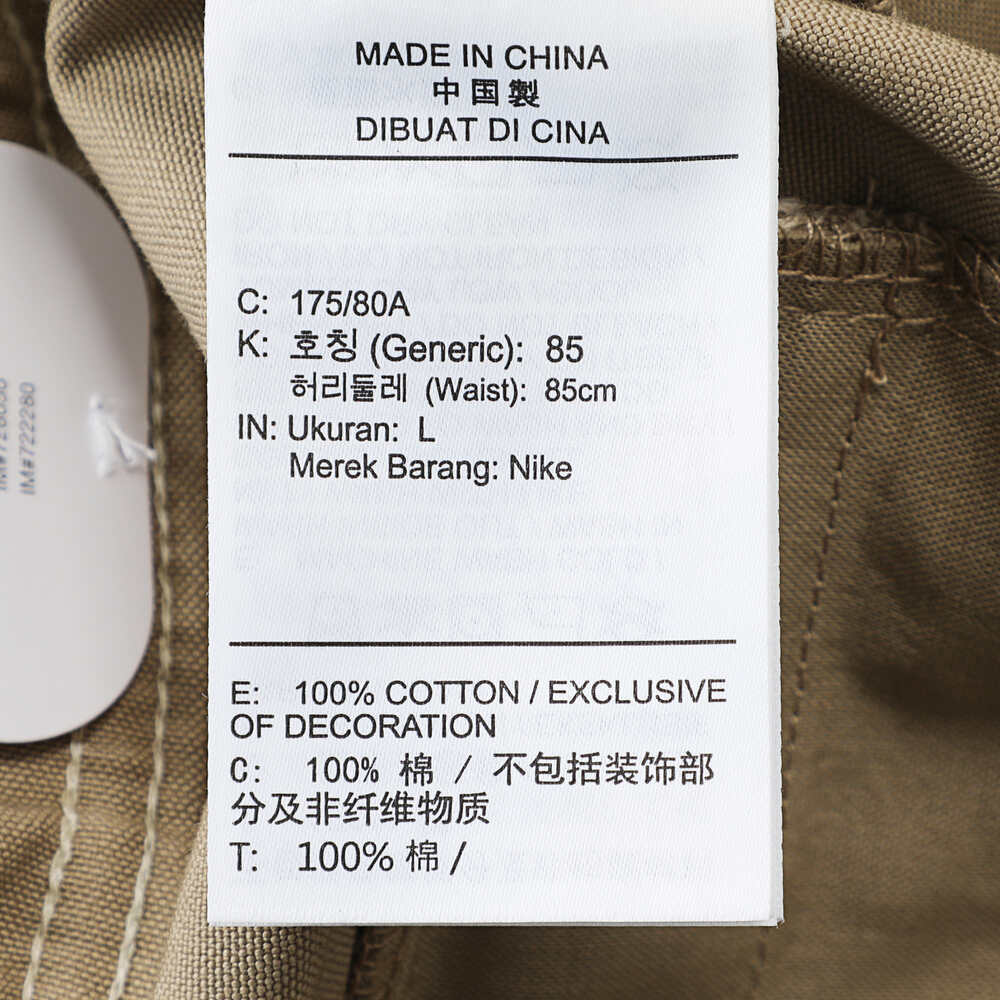 MADE IN CHINA
中国製
DIBUAT DI CINA
C: 175/80A
K: 호칭 (Generic): 85
허리둘레 (Waist): 85cm
IN: Ukuran: L
Merek Barang: Nike
E: 100% COTTON / EXCLUSIVE
OF DECORATION
C: 100% 棉 / 不包括装饰部
分及非纤维物质
T: 100% 棉 /
IM#722280